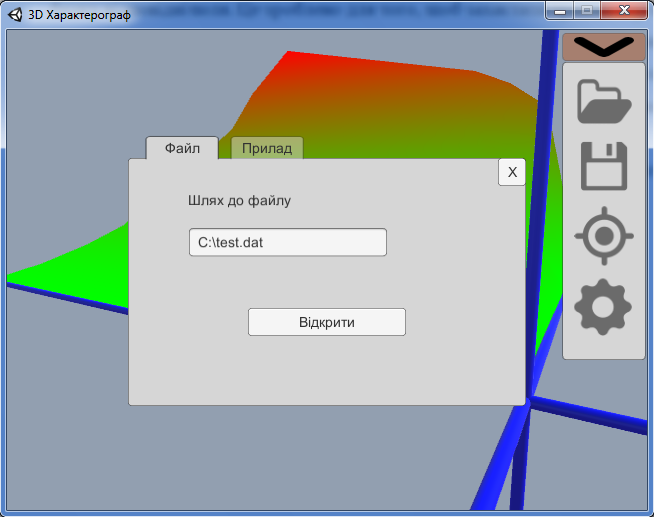 3D Характерограф
Файл
Прилад
X
Шлях до файлу
C:\test.dat
Відкрити